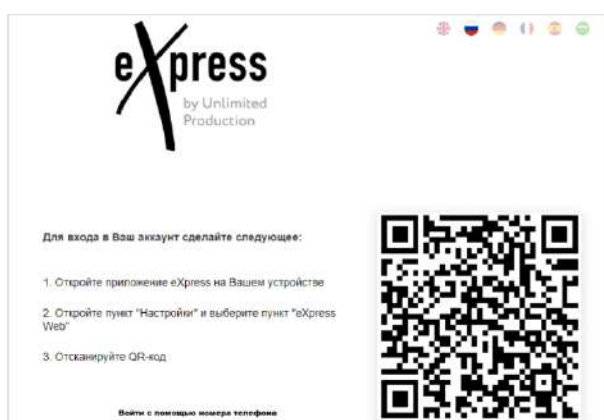 eXpress
by Unlimited
Production
Для входа в Ваш аккаунт сделайте следующее:
1. Откройте приложение eXpress на Вашем устройстве
2. Откройте пункт "Настройки" и выберите пункт "eXpress
Web"
3. Отсканируйте QR-код
Войти с помощью номера телефона